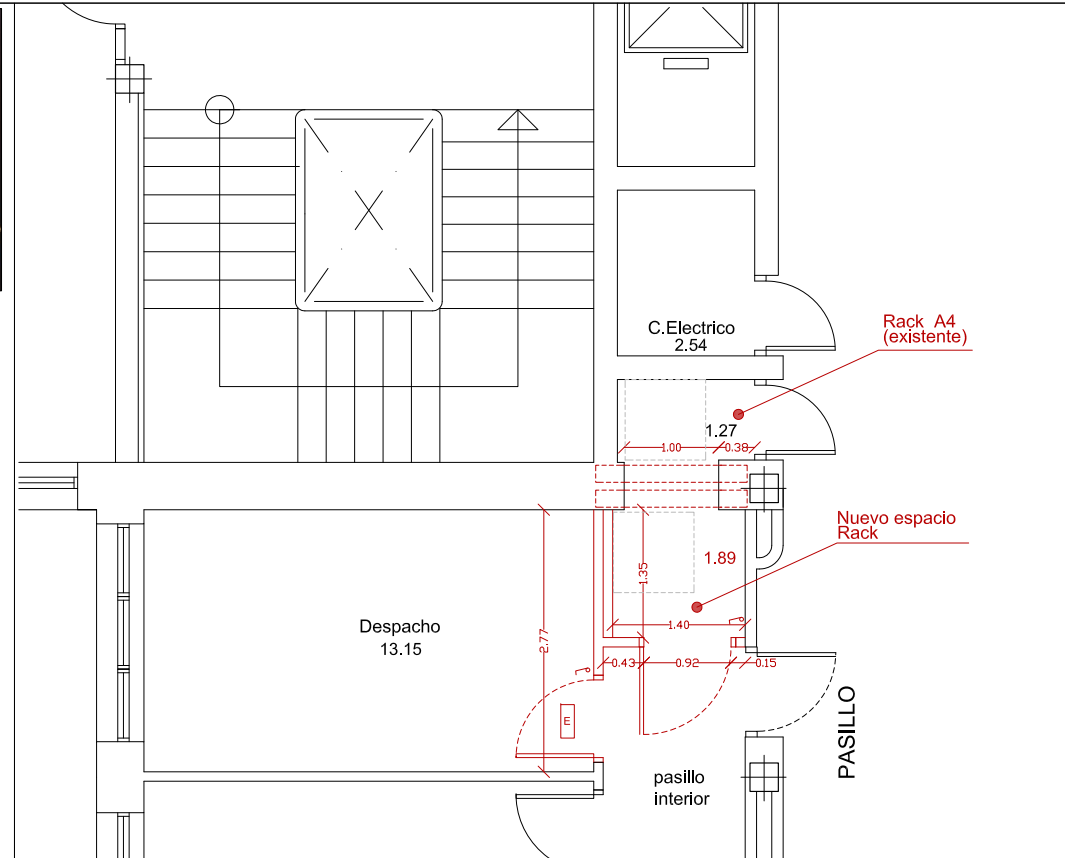 C.Electrico
2.54
Rack A4
(existente)
1.27
1.00
0.38
Nuevo espacio
Rack
1.89
1.35
1.40
Despacho
13.15
2.77
0.43
0.92
0.15
E
PASILLO
pasillo
interior